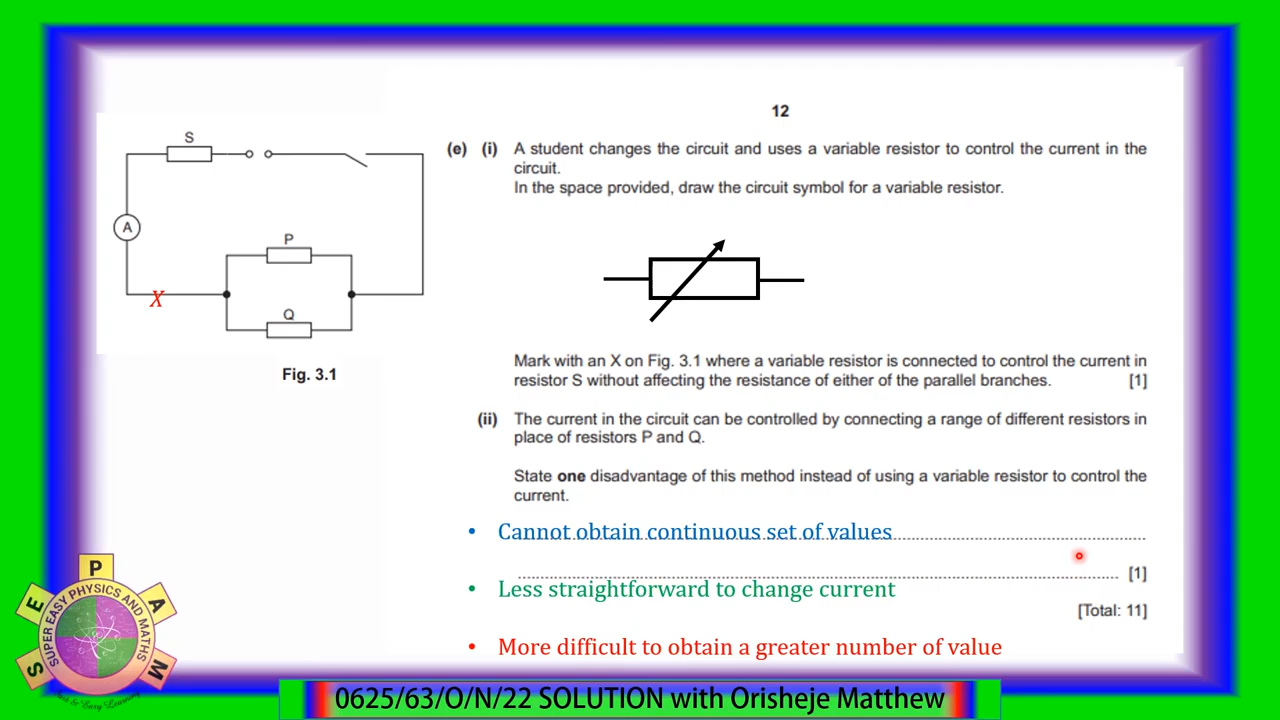 12
S
A
P
X
Q
Fig. 3.1
(e) (i) A student changes the circuit and uses a variable resistor to control the current in the
circuit.
In the space provided, draw the circuit symbol for a variable resistor.
Mark with an X on Fig. 3.1 where a variable resistor is connected to control the current in
resistor S without affecting the resistance of either of the parallel branches. [1]
(ii) The current in the circuit can be controlled by connecting a range of different resistors in
place of resistors P and Q.
State one disadvantage of this method instead of using a variable resistor to control the
current.
• Cannot obtain continuous set of values
[1]
• Less straightforward to change current
[Total: 11]
• More difficult to obtain a greater number of value
S E P A M
SUPER EASY PHYSICS AND MATHS
0625/63/O/N/22 SOLUTION with Orisheje Matthew